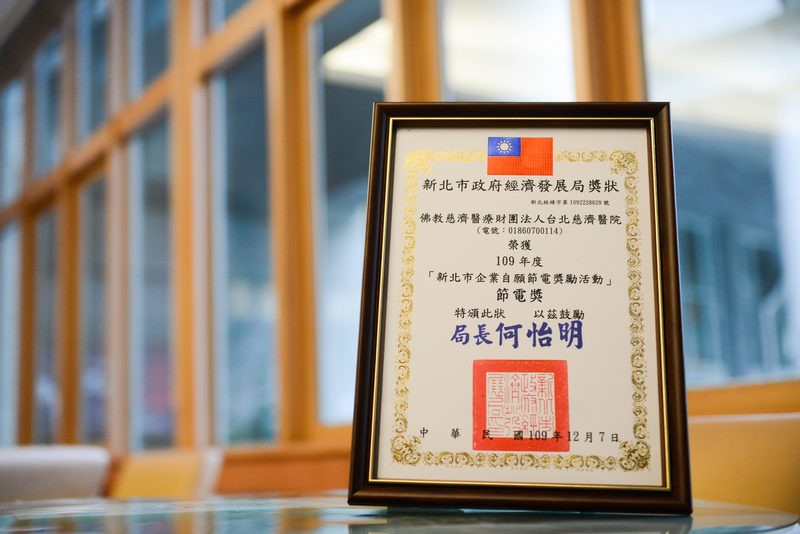 新北市政府經濟發展局獎狀
新北經綠字第1092228629號
佛教慈濟醫療財團法人台北慈濟醫院
(電號：01860700114)
榮獲
109年度
「新北市企業自願節電獎勵活動」
節電獎
特頒此狀 以茲鼓勵
局長何怡明
中華民國109年12月7日